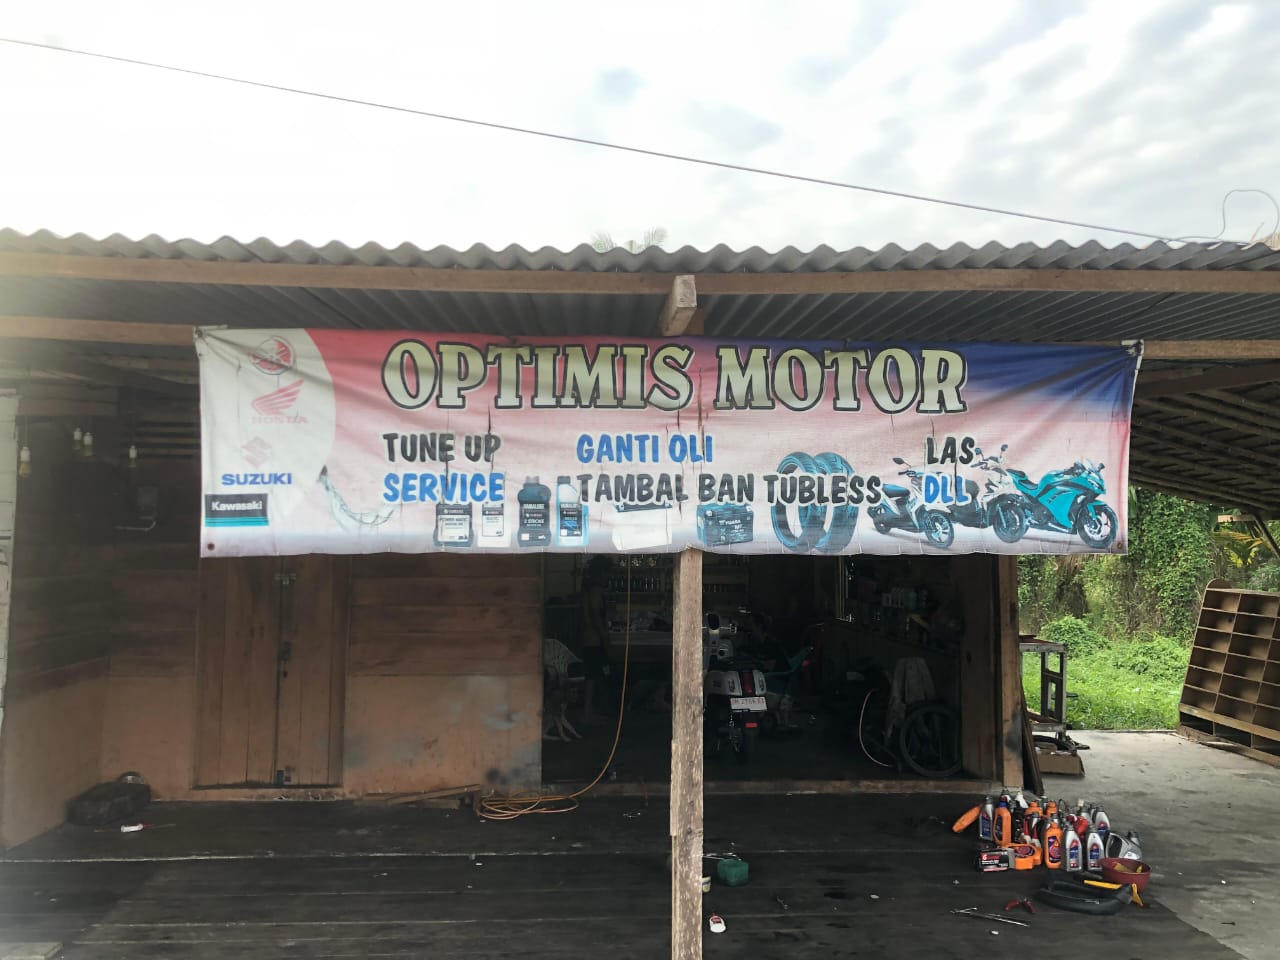 OPTIMIS MOTOR
HONDA
SUZUKI
Kawasaki
TUNE UP
SERVICE
GANTI OLI
TAMBAL BAN TUBLESS
LAS
DLL